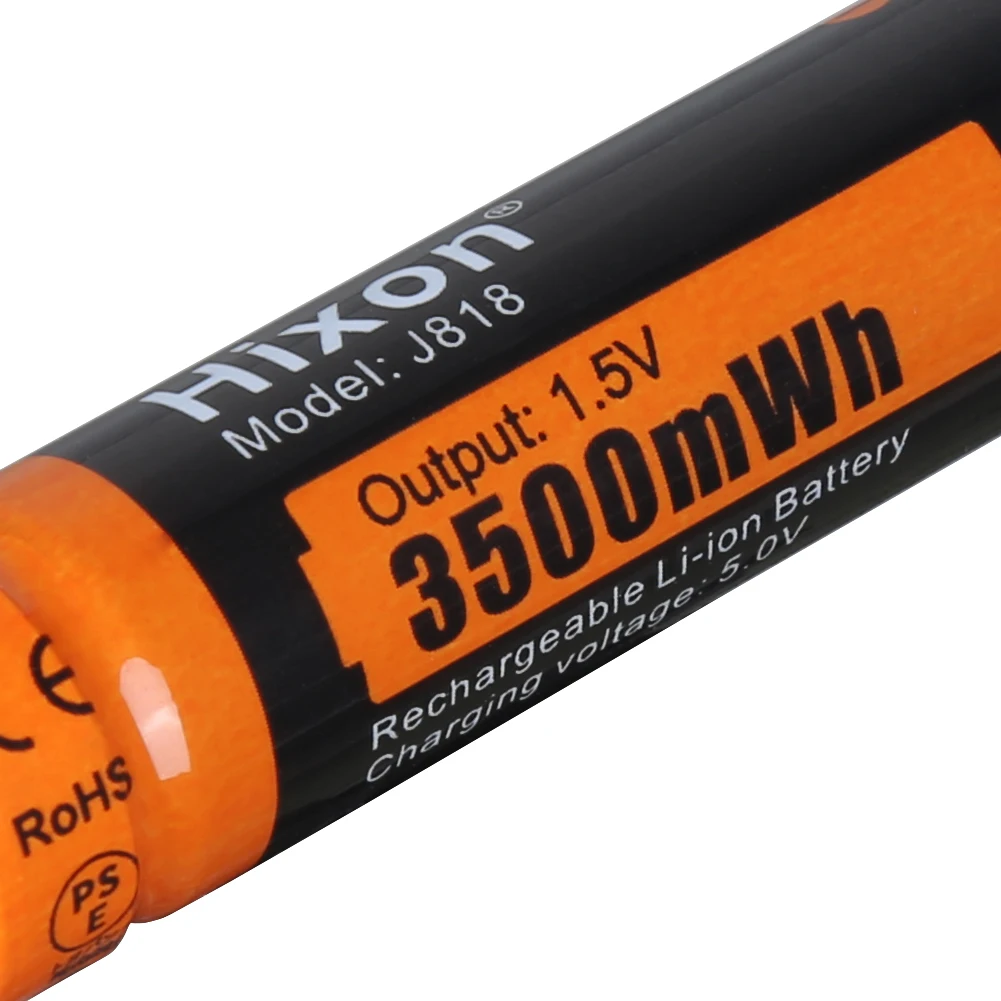 Hixon®
Model: J818
Output: 1.5V
3500mWh
Rechargeable Li-ion Battery
Charging voltage: 5.0V
CE
RoHS
PS
E